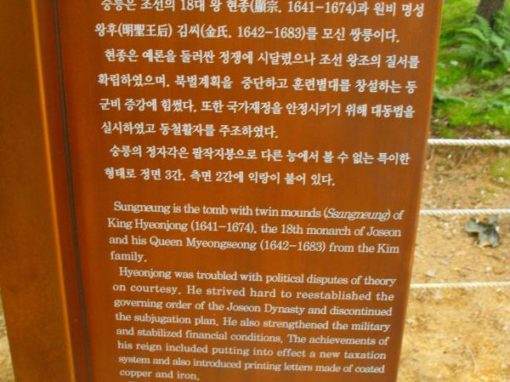 숭릉은 조선의 18대 왕 현종(顯宗. 1641-1674)과 원비 명성
왕후(明聖王后) 김씨(金氏. 1642-1683)를 모신 쌍릉이다.
현종은 예론을 둘러싼 정쟁에 시달렸으나 조선 왕조의 질서를
확립하였으며. 북벌계획을 중단하고 훈련별대를 창설하는 등
군비 증강에 힘썼다. 또한 국가재정을 안정시키기 위해 대동법을
실시하였고 동철활자를 주조하였다.
숭릉의 정자각은 팔작지붕으로 다른 능에서 볼 수 없는 특이한
형태로 정면 3간. 측면 2간에 익랑이 붙어 있다.
Sungneung is the tomb with twin mounds (Ssangneung) of
King Hyeonjong (1641-1674), the 18th monarch of Joseon
and his Queen Myeongseong (1642-1683) from the Kim
family.
Hyeonjong was troubled with political disputes of theory
on courtesy. He strived hard to reestablished the
governing order of the Joseon Dynasty and discontinued
the subjugation plan. He also strengthened the military
and stabilized financial conditions. The achievements of
his reign included putting into effect a new taxation
system and also introduced printing letters made of coated
copper and iron.